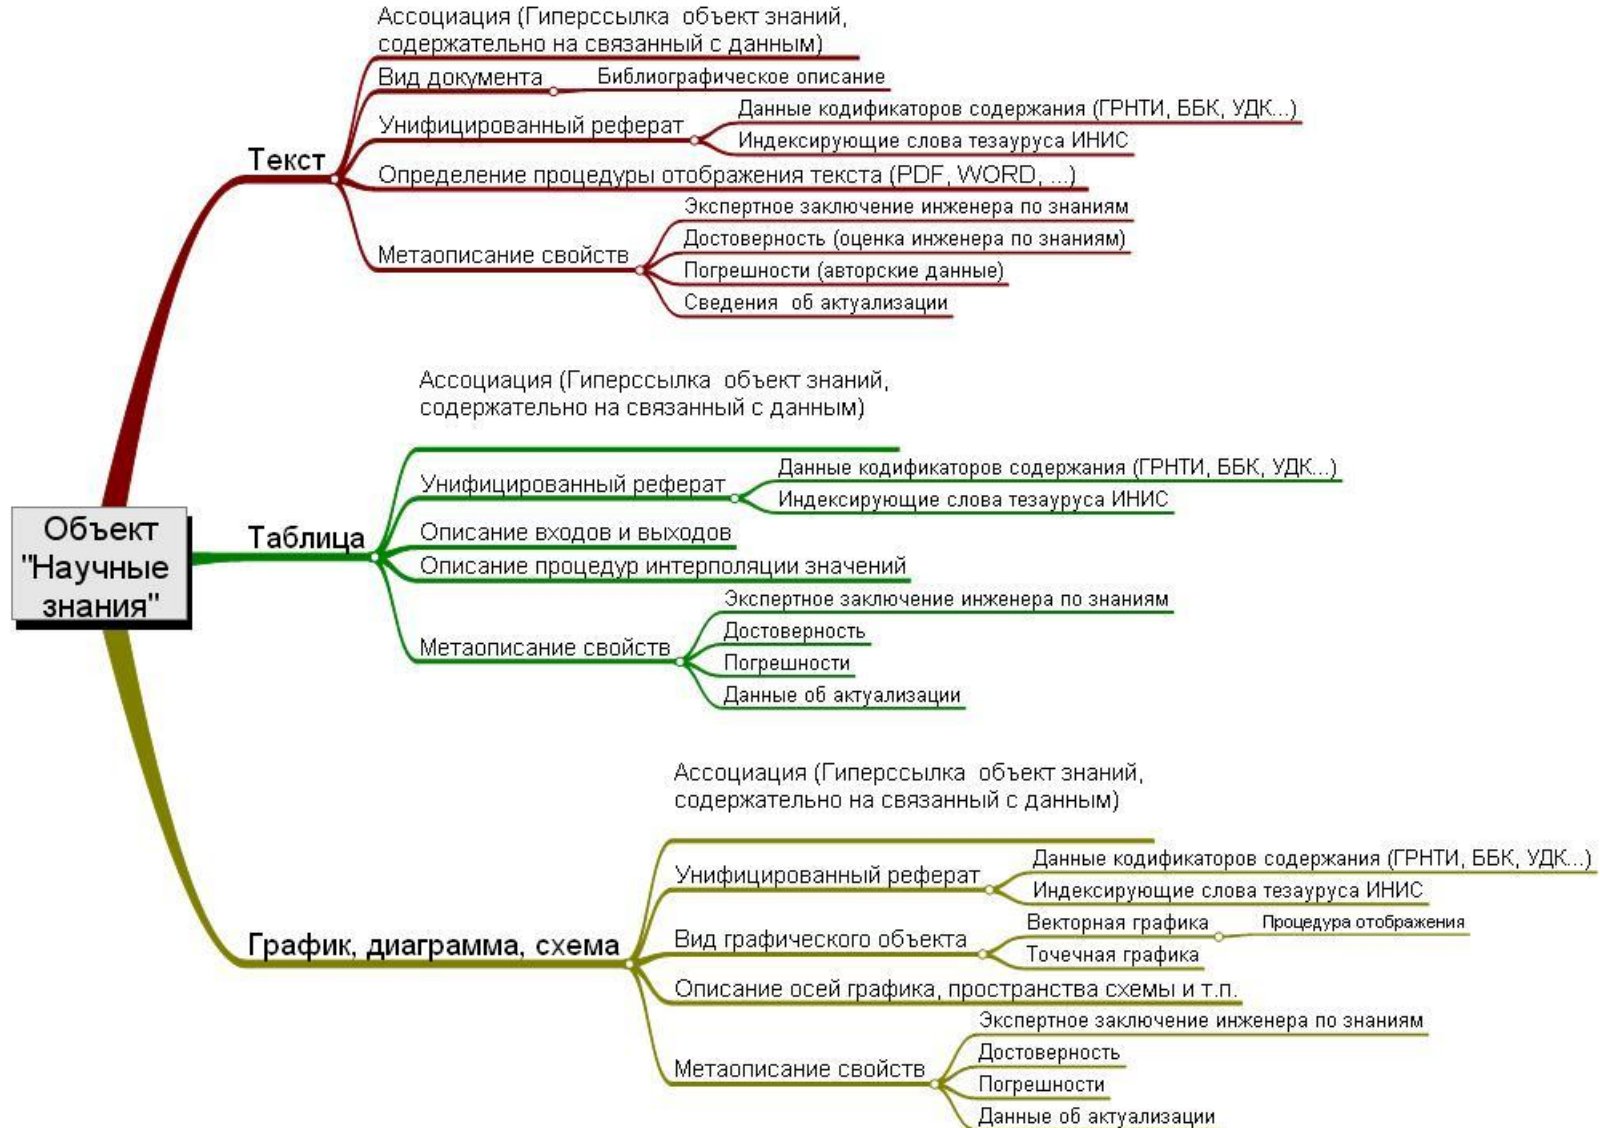 Ассоциация (Гиперссылка объект знаний,
содержательно на связанный с данным)
Вид документа
Библиографическое описание
Унифицированный реферат
Данные кодификаторов содержания (ГРНТИ, ББК, УДК...)
Индексирующие слова тезауруса ИНИС
Текст
Определение процедуры отображения текста (PDF, WORD, ...)
Метаописание свойств
Экспертное заключение инженера по знаниям
Достоверность (оценка инженера по знаниям)
Погрешности (авторские данные)
Сведения об актуализации
Ассоциация (Гиперссылка объект знаний,
содержательно на связанный с данным)
Унифицированный реферат
Данные кодификаторов содержания (ГРНТИ, ББК, УДК...)
Индексирующие слова тезауруса ИНИС
Объект
"Научные
знания"
Таблица
Описание входов и выходов
Описание процедур интерполяции значений
Метаописание свойств
Экспертное заключение инженера по знаниям
Достоверность
Погрешности
Данные об актуализации
Ассоциация (Гиперссылка объект знаний,
содержательно на связанный с данным)
Унифицированный реферат
Данные кодификаторов содержания (ГРНТИ, ББК, УДК...)
Индексирующие слова тезауруса ИНИС
График, диаграмма, схема
Вид графического объекта
Векторная графика
Процедура отображения
Точечная графика
Описание осей графика, пространства схемы и т.п.
Метаописание свойств
Экспертное заключение инженера по знаниям
Достоверность
Погрешности
Данные об актуализации